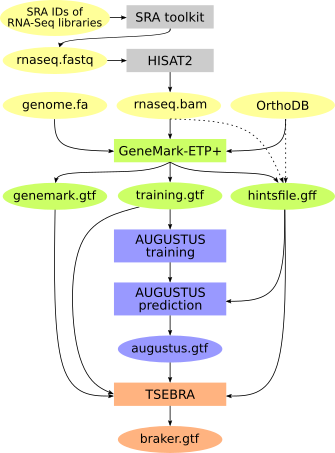 SRA IDs of
RNA-Seq libraries
SRA toolkit
rnaseq.fastq
HISAT2
genome.fa
rnaseq.bam
OrthoDB
GeneMark-ETP+
genemark.gtf
training.gtf
hintsfile.gff
AUGUSTUS
training
AUGUSTUS
prediction
augustus.gtf
TSEBRA
braker.gtf